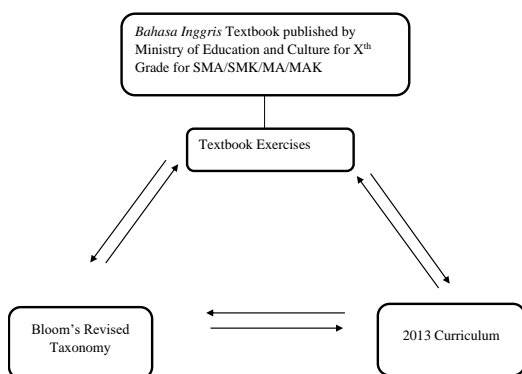 Bahasa Inggris Textbook published by
Ministry of Education and Culture for Xth
Grade for SMA/SMK/MA/MAK
Textbook Exercises
Bloom's Revised
Taxonomy
2013 Curriculum